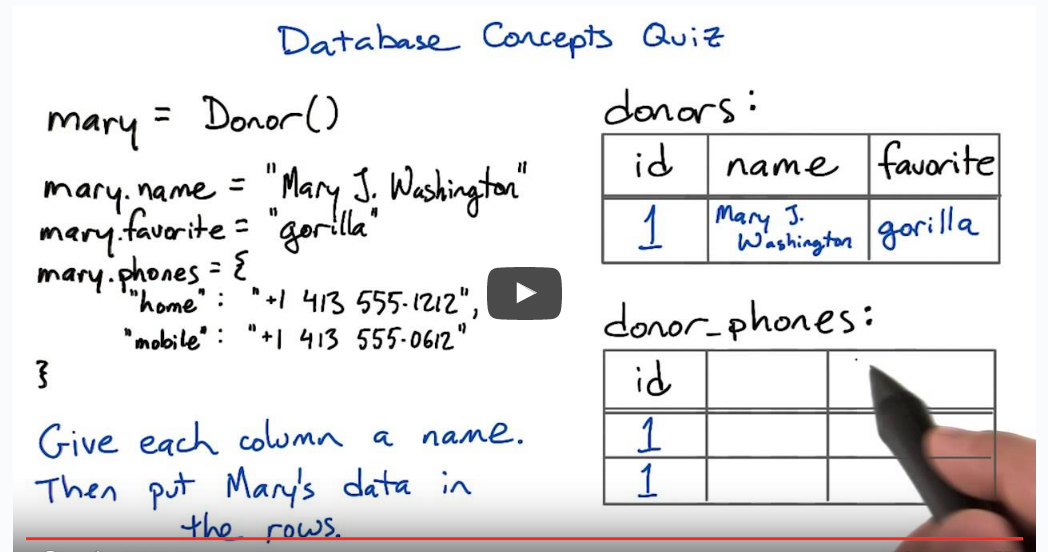 Database Concepts Quiz
mary = Donor()
mary.name = "Mary J. Washington"
mary.favorite = "gorilla"
mary.phones = {
"home" : "+1 413 555-1212",
"mobile" : "+1 413 555-0612"
}
Give each column a name.
Then put Mary's data in
the rows.
donors:
id name favorite
1 Mary J. Washington gorilla
donor_phones:
id
1
1